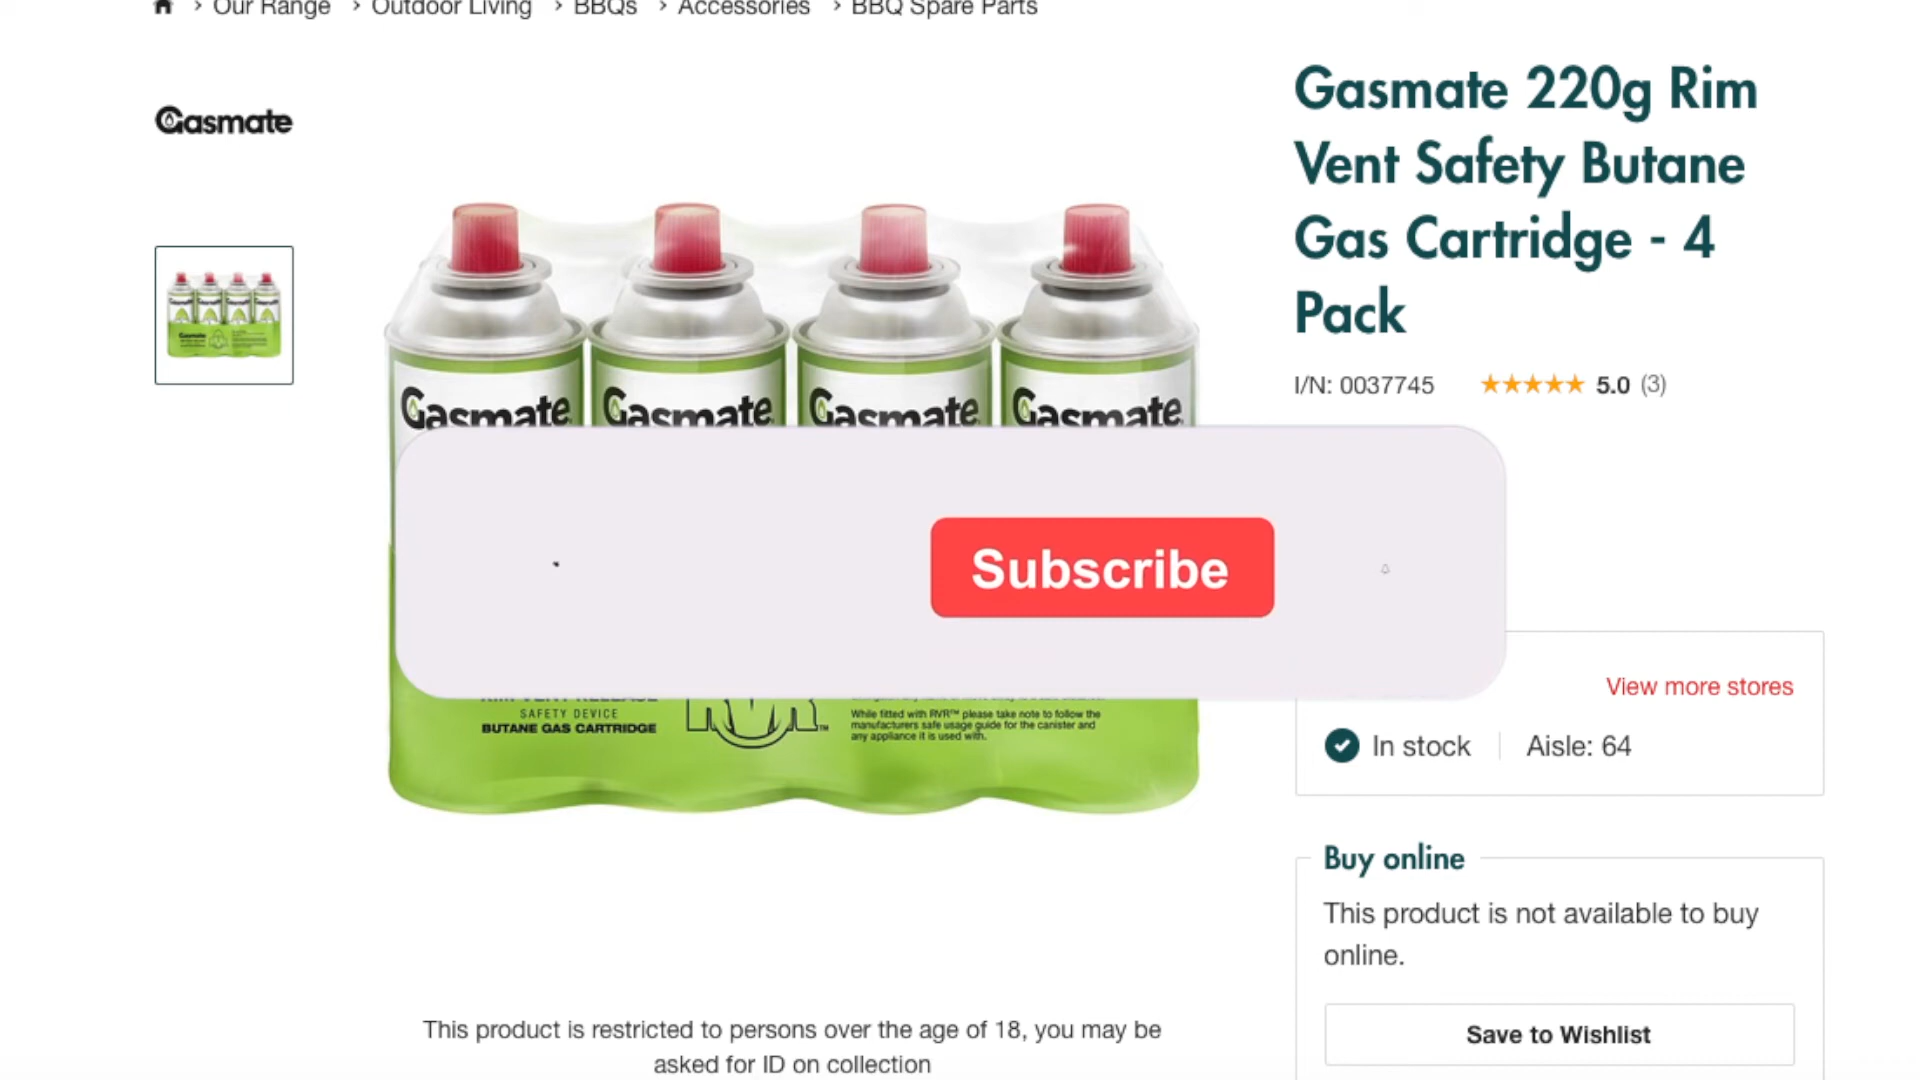 Our Range > Outdoor Living > BBQs > Accessories > BBQ Spare Parts
Gasmate
Gasmate 220g Rim
Vent Safety Butane
Gas Cartridge - 4
Pack
I/N: 0037745 ★★★★★ 5.0 (3)
Gasmate Gasmate Gasmate Gasmate
Subscribe
SAFETY DEVICE
BUTANE GAS CARTRIDGE
RVR™
While fitted with RVR™ please take note to follow the
manufacturers safe usage guide for the canister and
any appliance it is used with.
View more stores
In stock | Aisle: 64
Buy online
This product is not available to buy
online.
Save to Wishlist
This product is restricted to persons over the age of 18, you may be
asked for ID on collection